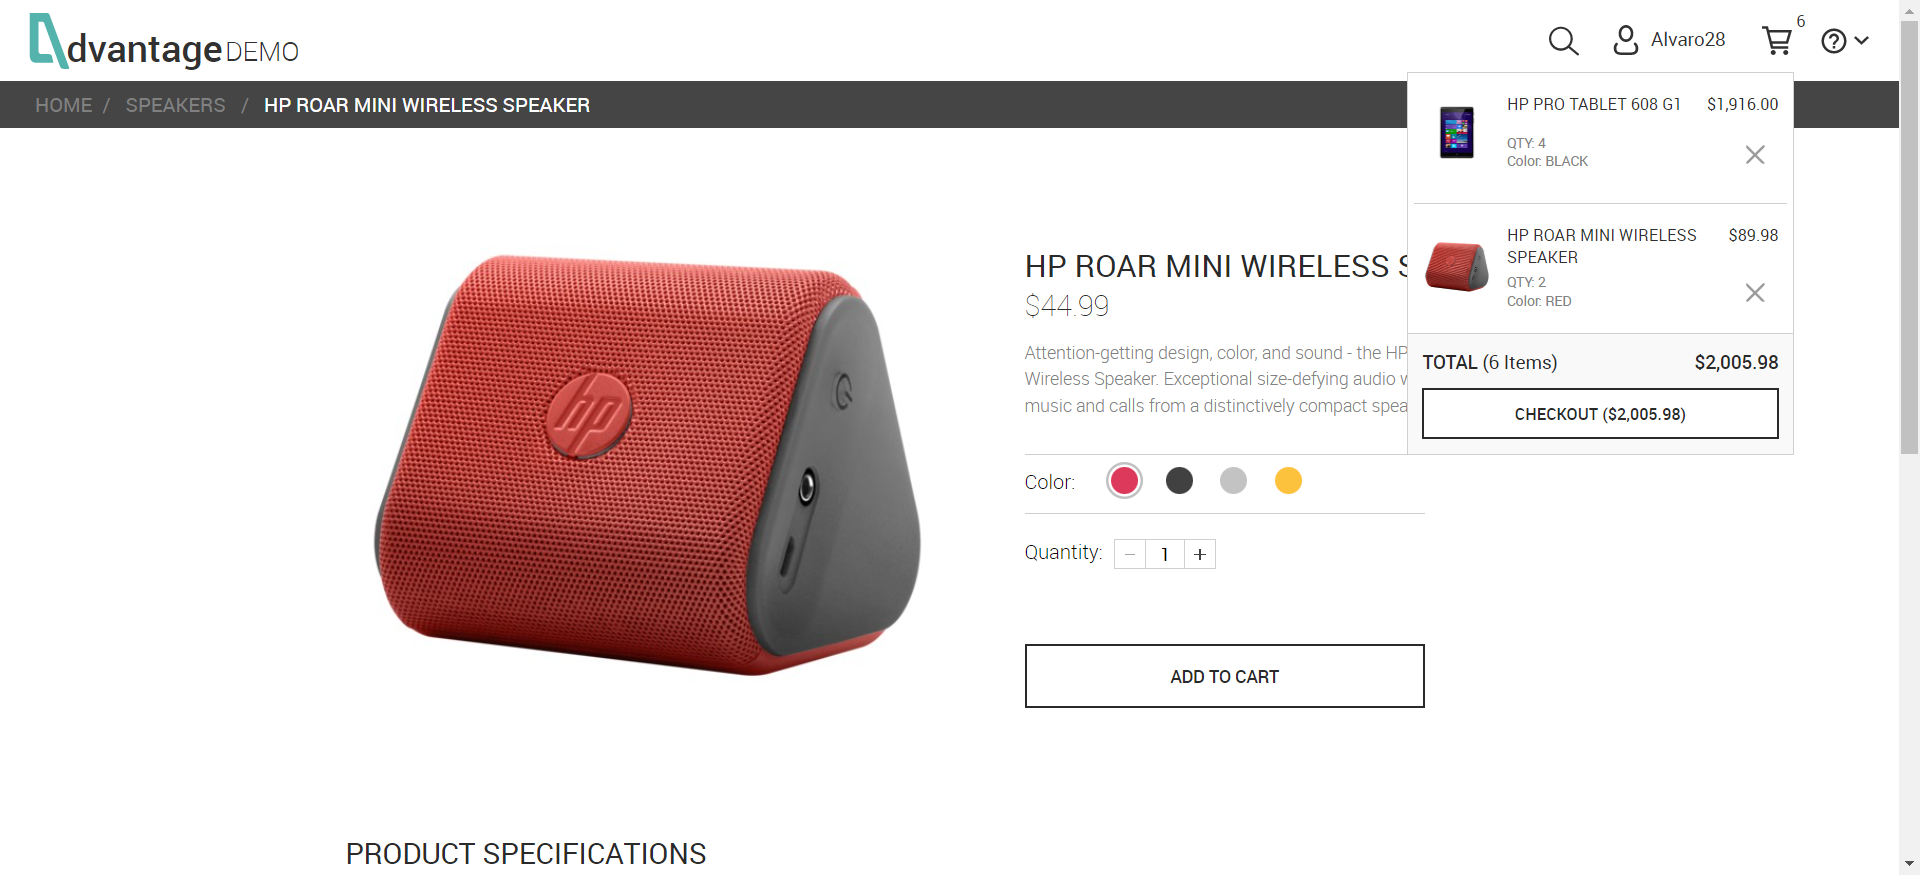 dvantage DEMO
Alvaro28
6
?
HOME / SPEAKERS / HP ROAR MINI WIRELESS SPEAKER
HP PRO TABLET 608 G1 $1,916.00
QTY: 4
Color: BLACK
HP ROAR MINI WIRELESS $89.98
SPEAKER
QTY: 2
Color: RED
TOTAL (6 Items) $2,005.98
CHECKOUT ($2,005.98)
hp
HP ROAR MINI WIRELESS
$44.99
Attention-getting design, color, and sound - the HP
Wireless Speaker. Exceptional size-defying audio
music and calls from a distinctively compact
Color:
Quantity: − 1 +
ADD TO CART
PRODUCT SPECIFICATIONS